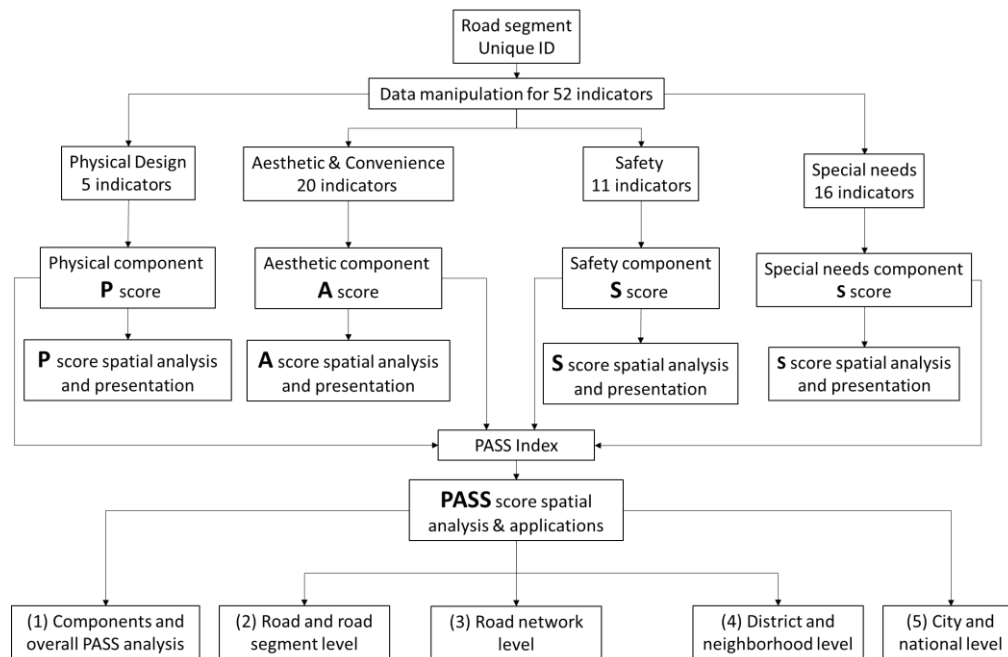 Road segment
Unique ID
Data manipulation for 52 indicators
Physical Design
5 indicators
Aesthetic & Convenience
20 indicators
Safety
11 indicators
Special needs
16 indicators
Physical component
P score
Aesthetic component
A score
Safety component
S score
Special needs component
S score
P score spatial analysis
and presentation
A score spatial analysis
and presentation
S score spatial analysis
and presentation
S score spatial analysis
and presentation
PASS Index
PASS score spatial
analysis & applications
(1) Components and
overall PASS analysis
(2) Road and road
segment level
(3) Road network
level
(4) District and
neighborhood level
(5) City and
national level